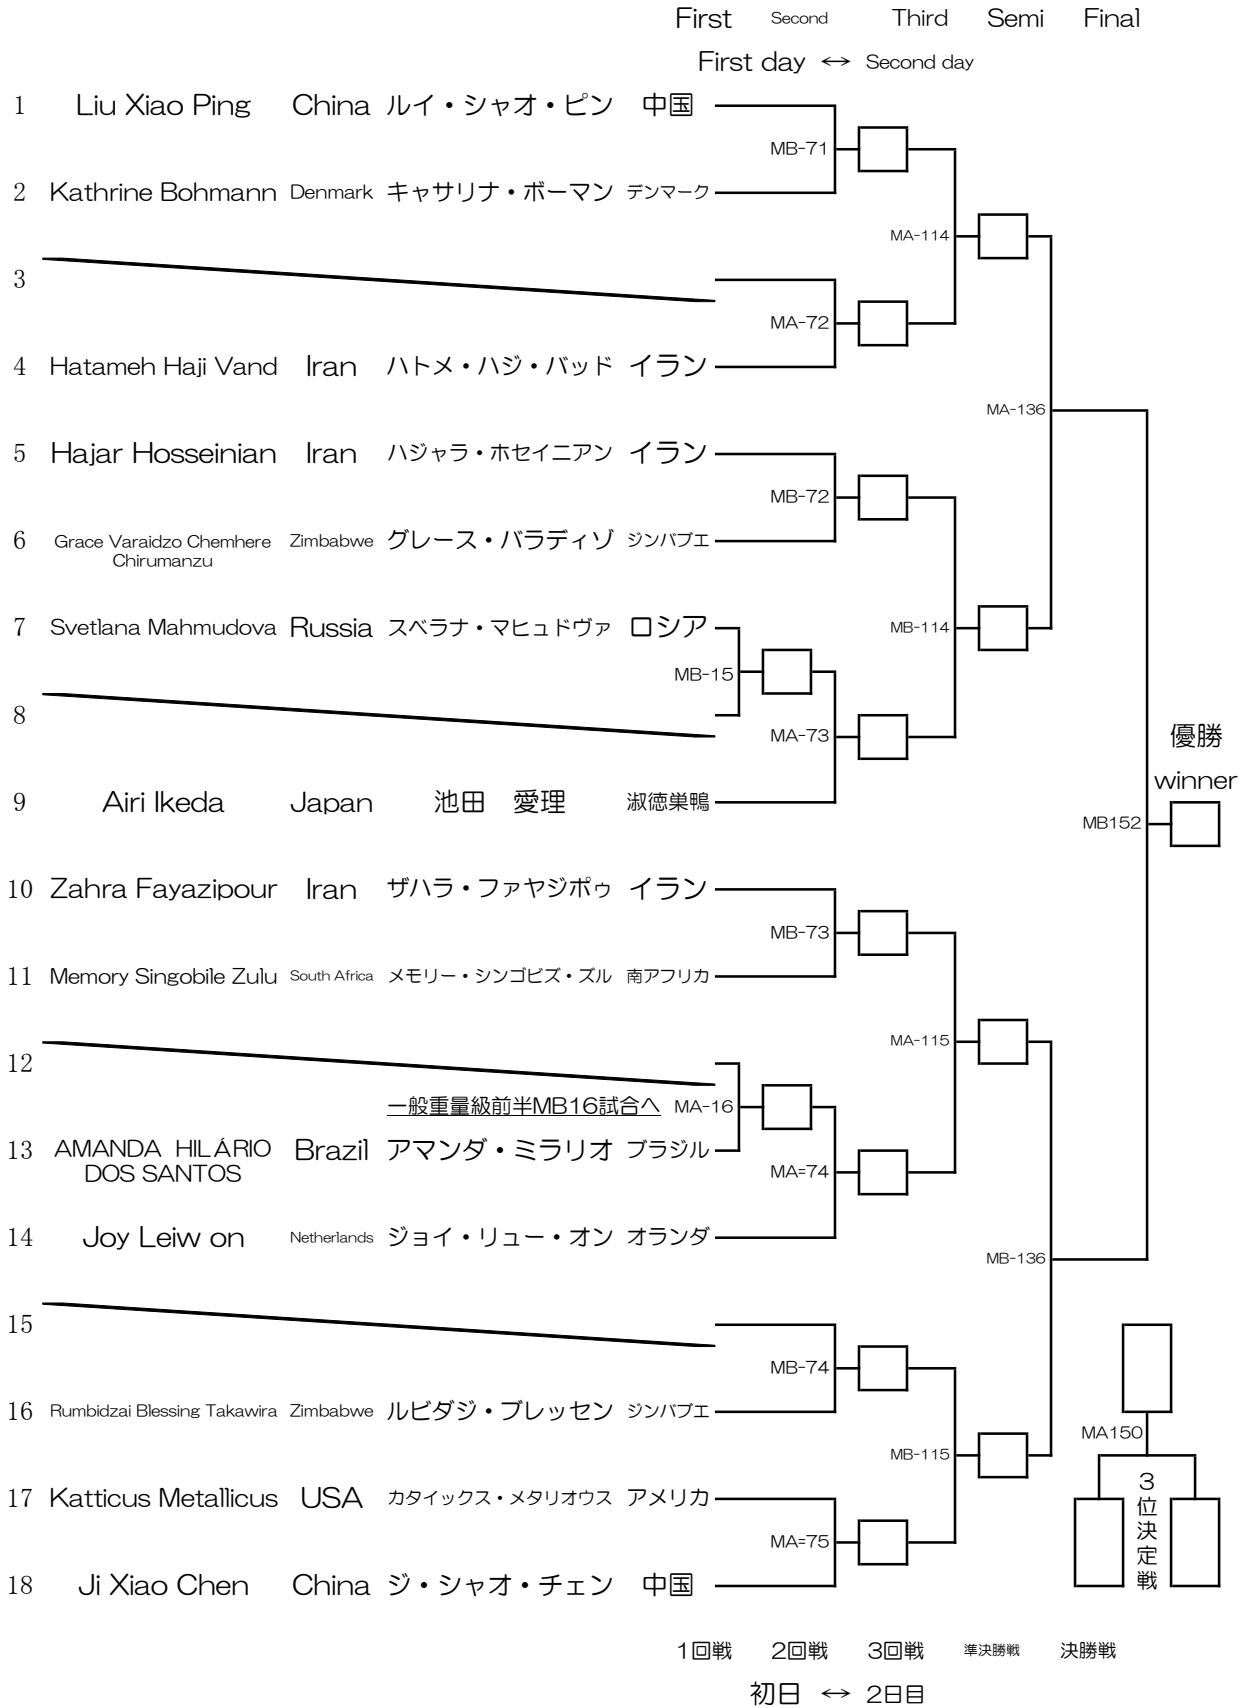 First Second Third Semi Final
First day ↔ Second day
1 Liu Xiao Ping China ルイ・シャオ・ピン 中国
MB-71
2 Kathrine Bohmann Denmark キャサリナ・ボーマン デンマーク
MA-114
3
MA-72
4 Hatameh Haji Vand Iran ハトメ・ハジ・バッド イラン
MA-136
5 Hajar Hosseinian Iran ハジャラ・ホセイニアン イラン
MB-72
6 Grace Varaidzo Chemhere Zimbabwe グレース・バラディゾ ジンバブエ
Chirumanzu
7 Svetlana Mahmudova Russia スベラナ・マヒュドヴァ ロシア
MB-114
MB-15
8
MA-73
優勝
winner
9 Airi Ikeda Japan 池田 愛理 淑徳巣鴨
MB152
10 Zahra Fayazipour Iran ザハラ・ファヤジポゥ イラン
MB-73
11 Memory Singobile Zulu South Africa メモリー・シンゴビズ・ズル 南アフリカ
MA-115
12
一般重量級前半MB16試合へ MA-16
13 AMANDA HILÁRIO Brazil アマンダ・ミラリオ ブラジル
DOS SANTOS
MA=74
14 Joy Leiw on Netherlands ジョイ・リュー・オン オランダ
MB-136
15
MB-74
16 Rumbidzai Blessing Takawira Zimbabwe ルビダジ・ブレッセン ジンバブエ
MA150
MB-115
17 Katticus Metallicus USA カタイックス・メタリオウス アメリカ
3位決定戦
MA=75
18 Ji Xiao Chen China ジ・シャオ・チェン 中国
1回戦 2回戦 3回戦 準決勝戦 決勝戦
初日 ↔ 2日目